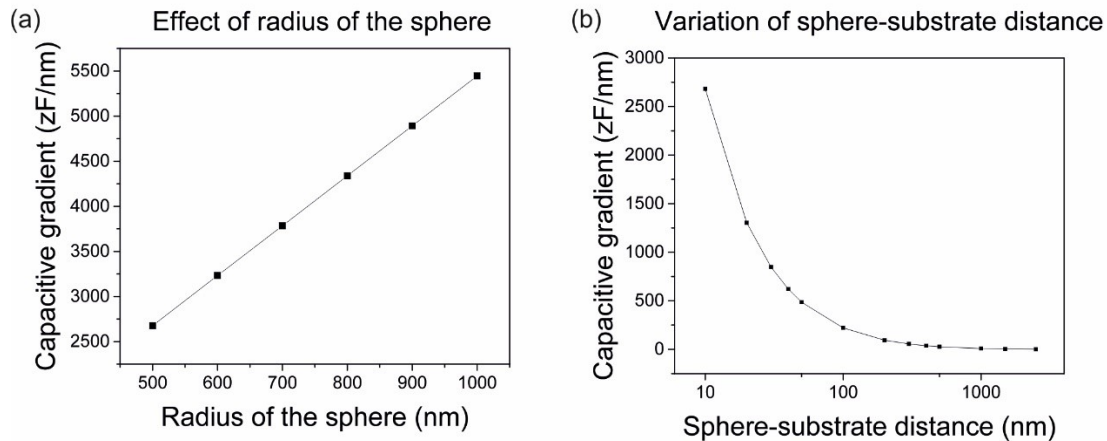 (a) Effect of radius of the sphere
Capacitive gradient (zF/nm)
5500
5000
4500
4000
3500
3000
2500
500 600 700 800 900 1000
Radius of the sphere (nm)
(b) Variation of sphere-substrate distance
Capacitive gradient (zF/nm)
3000
2500
2000
1500
1000
500
0
10 100 1000
Sphere-substrate distance (nm)